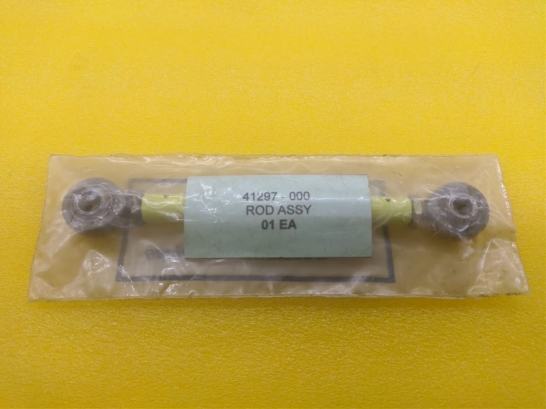 41297 - 000
ROD ASSY
01 EA